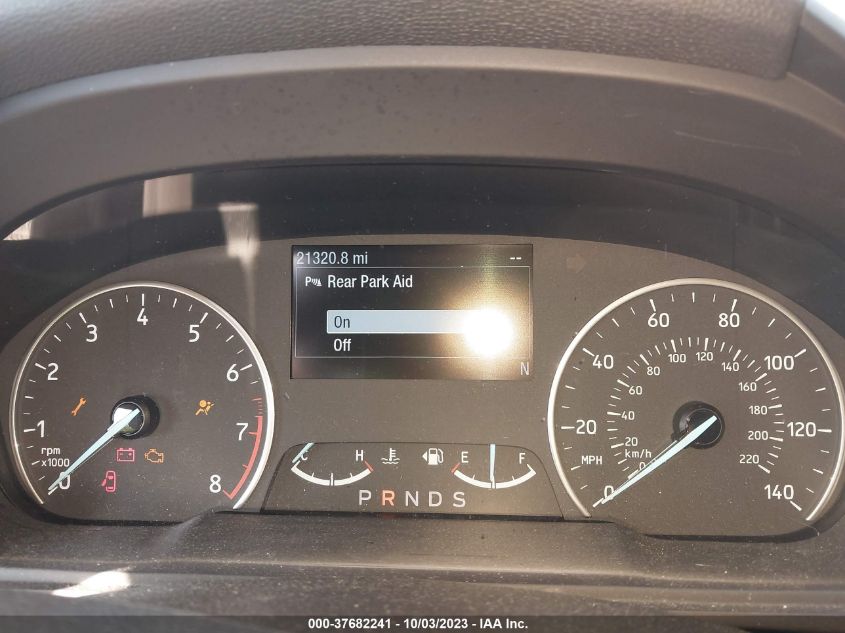 21320.8 mi --
Rear Park Aid
On
Off
N
0 1 2 3 4 5 6 7 8
rpm
x1000
C H
E F
P R N D S
0 20 40 60 80 100 120 140
MPH
0 20 40 60 80 100 120 140 160 180 200 220
km/h
000-37682241 - 10/03/2023 - IAA Inc.